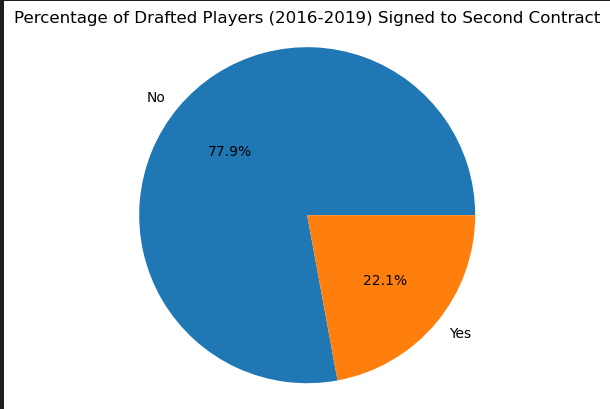 Percentage of Drafted Players (2016-2019) Signed to Second Contract
No
77.9%
22.1%
Yes